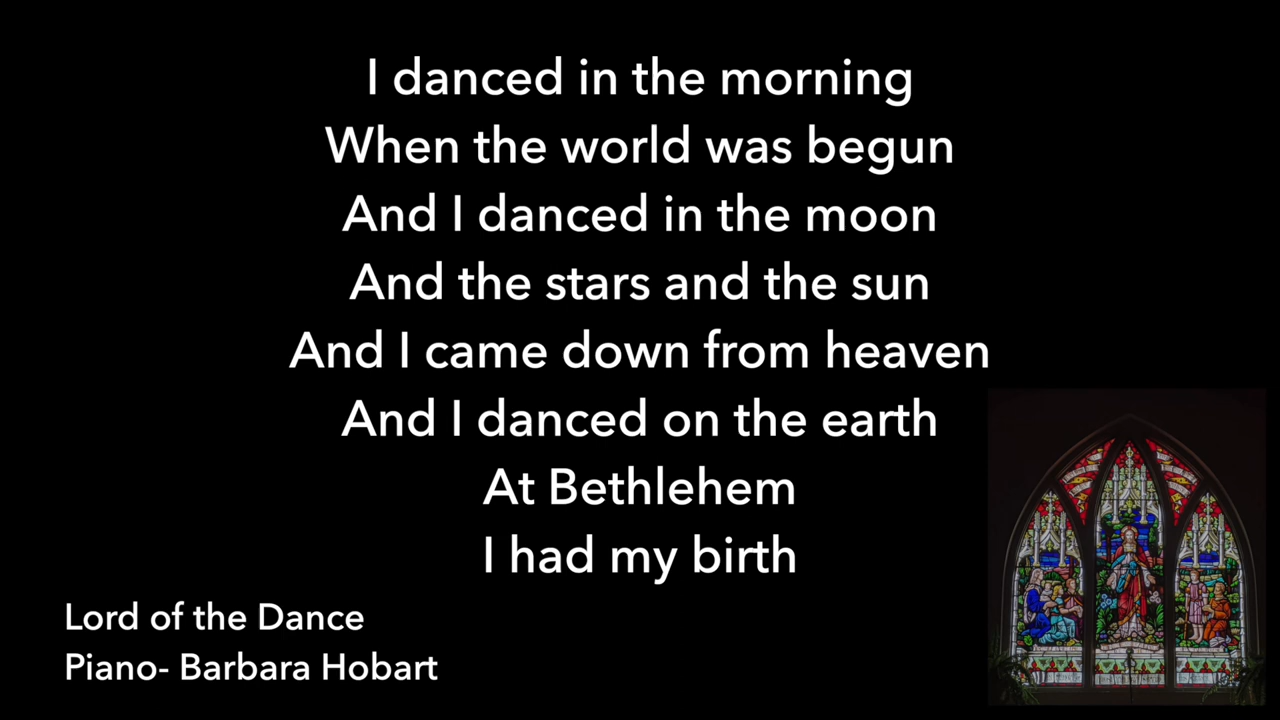 I danced in the morning
When the world was begun
And I danced in the moon
And the stars and the sun
And I came down from heaven
And I danced on the earth
At Bethlehem
I had my birth
Lord of the Dance
Piano- Barbara Hobart